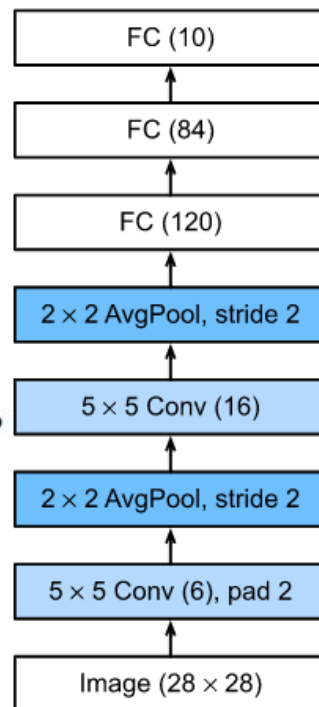 FC (10)
FC (84)
FC (120)
2 × 2 AvgPool, stride 2
5 × 5 Conv (16)
2 × 2 AvgPool, stride 2
5 × 5 Conv (6), pad 2
Image (28 × 28)